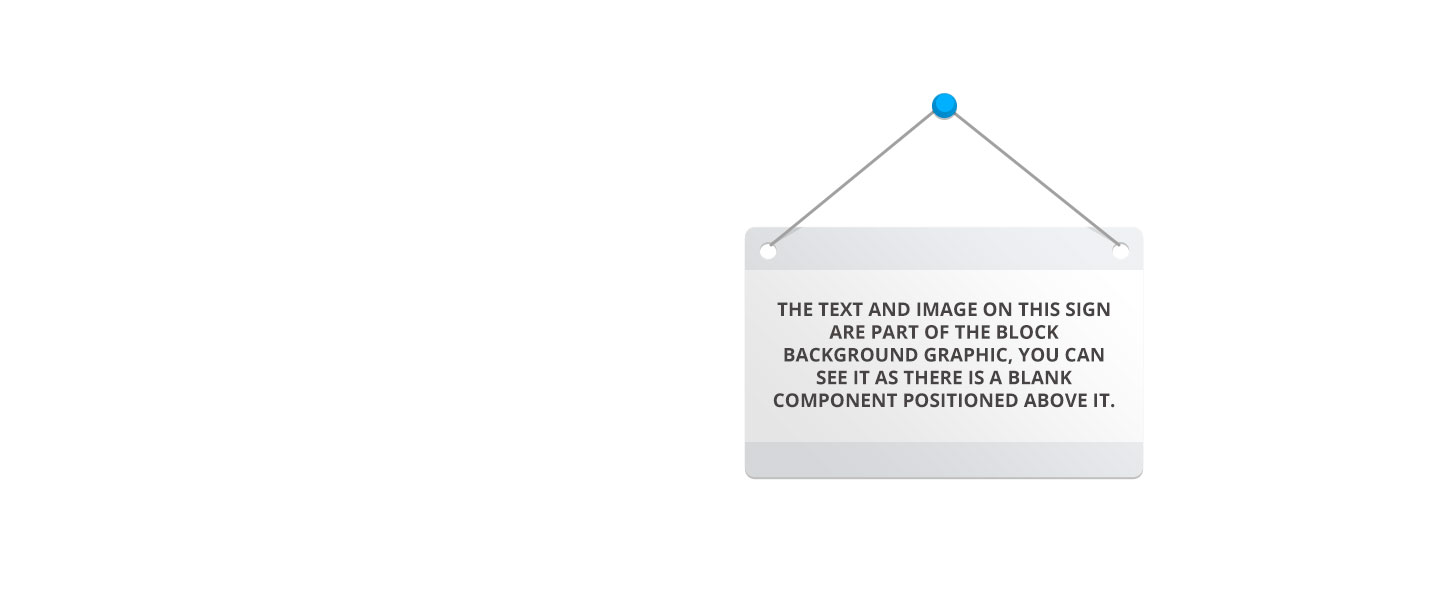 THE TEXT AND IMAGE ON THIS SIGN
ARE PART OF THE BLOCK
BACKGROUND GRAPHIC, YOU CAN
SEE IT AS THERE IS A BLANK
COMPONENT POSITIONED ABOVE IT.